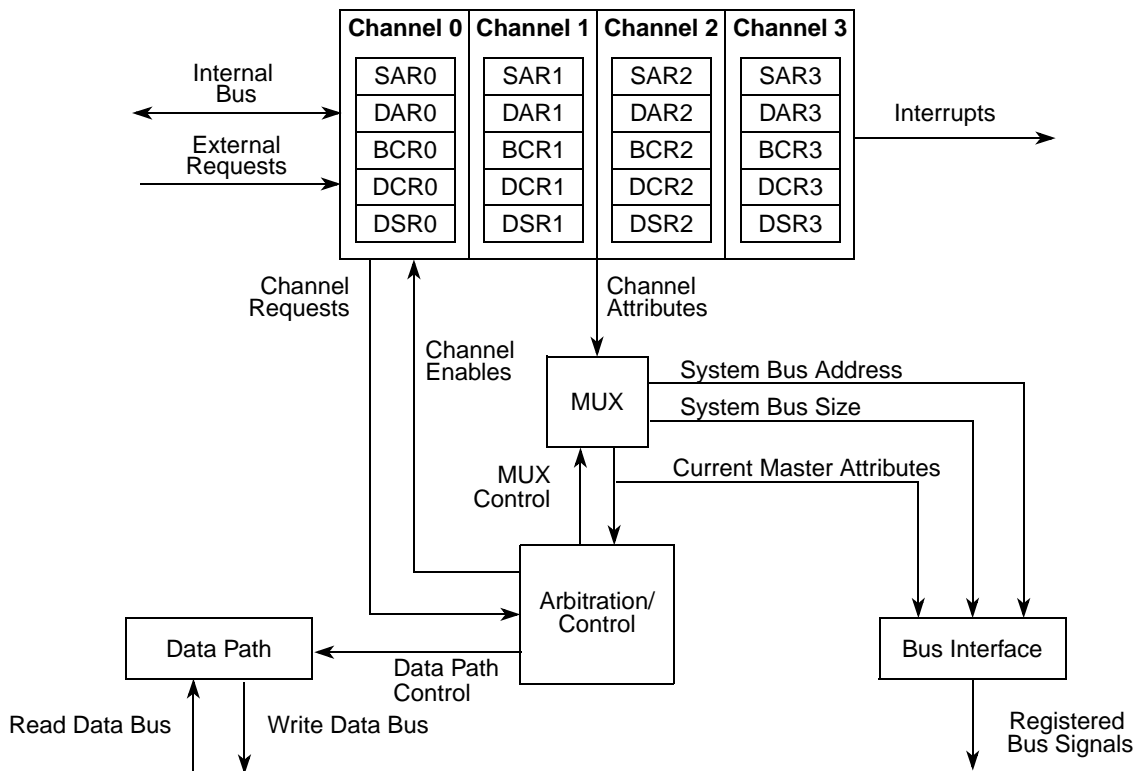 Channel 0
Channel 1
Channel 2
Channel 3
SAR0
SAR1
SAR2
SAR3
DAR0
DAR1
DAR2
DAR3
BCR0
BCR1
BCR2
BCR3
DCR0
DCR1
DCR2
DCR3
DSR0
DSR1
DSR2
DSR3
Internal
Bus
External
Requests
Interrupts
Channel
Requests
Channel
Enables
Channel
Attributes
MUX
System Bus Address
System Bus Size
Current Master Attributes
MUX
Control
Arbitration/
Control
Data Path
Data Path
Control
Bus Interface
Read Data Bus
Write Data Bus
Registered
Bus Signals